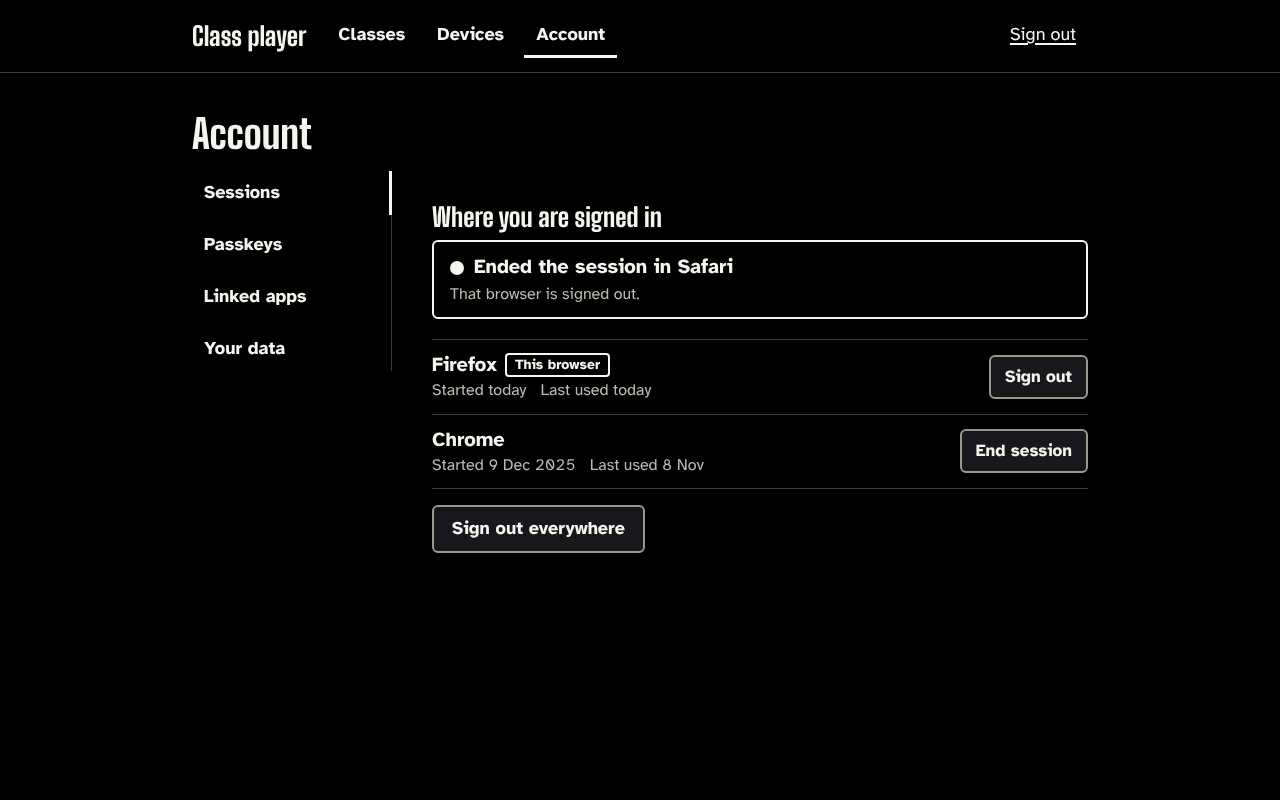 Class player Classes Devices Account Sign out
Account
Sessions
Passkeys
Linked apps
Your data
Where you are signed in
Ended the session in Safari
That browser is signed out.
Firefox This browser
Started today Last used today
Sign out
Chrome
Started 9 Dec 2025 Last used 8 Nov
End session
Sign out everywhere